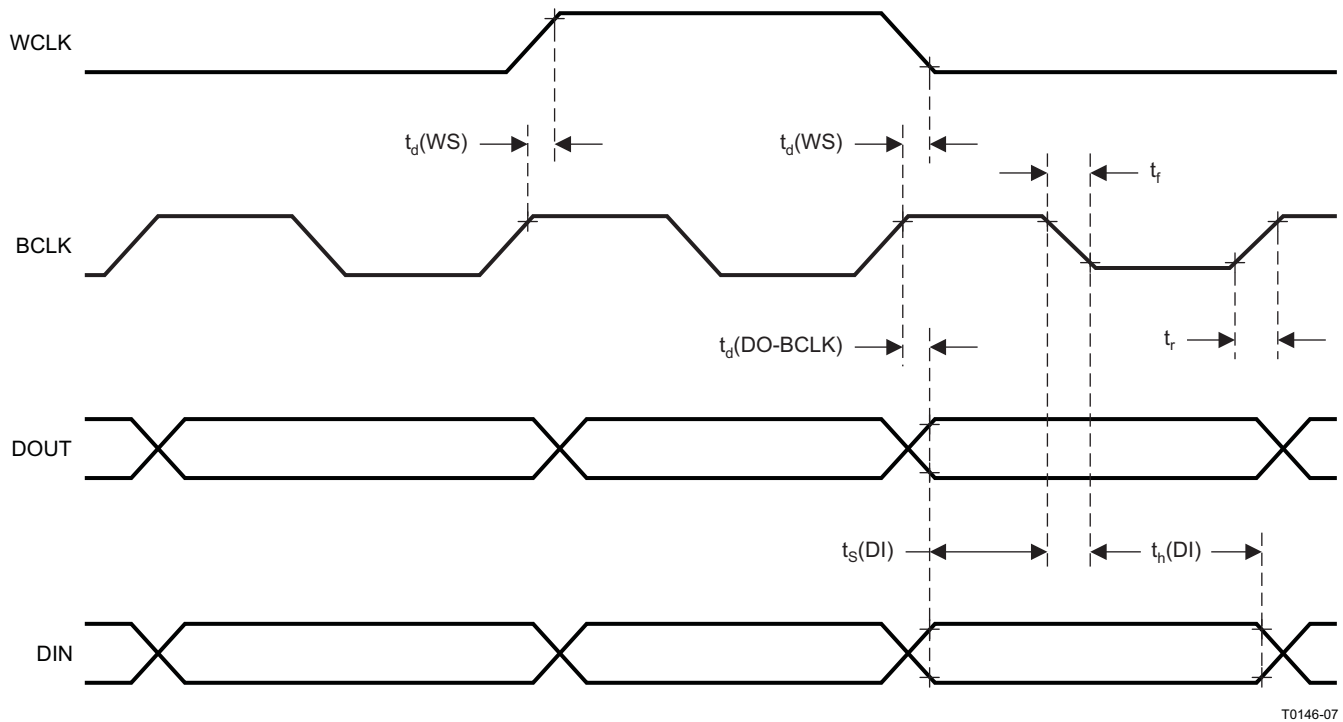 WCLK
t_d(WS) t_d(WS)
t_f
BCLK
t_d(DO-BCLK) t_r
DOUT
t_S(DI) t_h(DI)
DIN
T0146-07